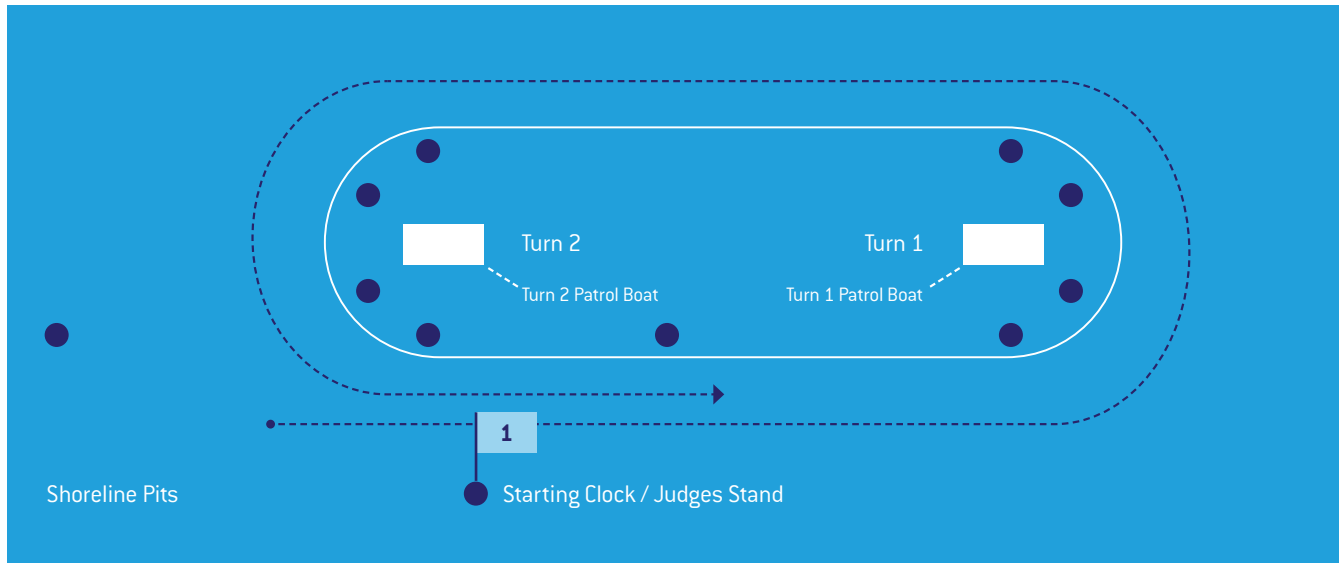 Turn 2
Turn 1
Turn 2 Patrol Boat
Turn 1 Patrol Boat
1
Shoreline Pits
Starting Clock / Judges Stand